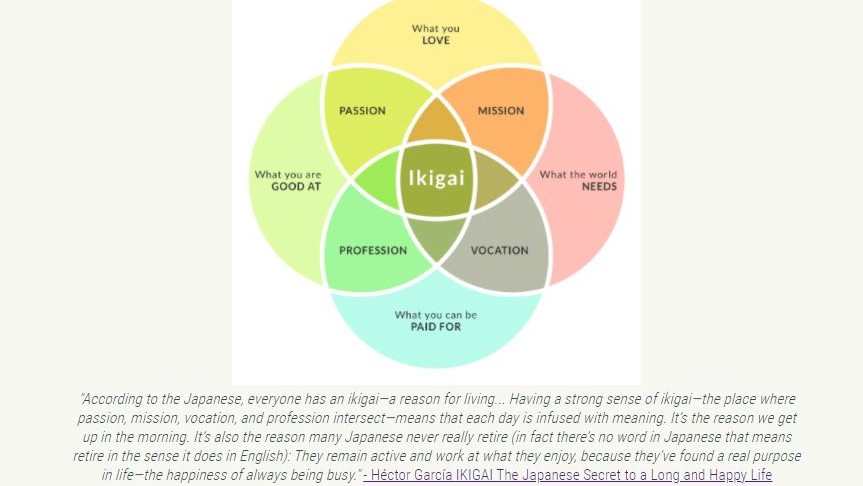 What you
LOVE
PASSION
MISSION
What you are
GOOD AT
Ikigai
What the world
NEEDS
PROFESSION
VOCATION
What you can be
PAID FOR
"According to the Japanese, everyone has an ikigai—a reason for living... Having a strong sense of ikigai—the place where
passion, mission, vocation, and profession intersect—means that each day is infused with meaning. It's the reason we get
up in the morning. It's also the reason many Japanese never really retire (in fact there's no word in Japanese that means
retire in the sense it does in English): They remain active and work at what they enjoy, because they've found a real purpose
in life—the happiness of always being busy." - Héctor García IKIGAI The Japanese Secret to a Long and Happy Life